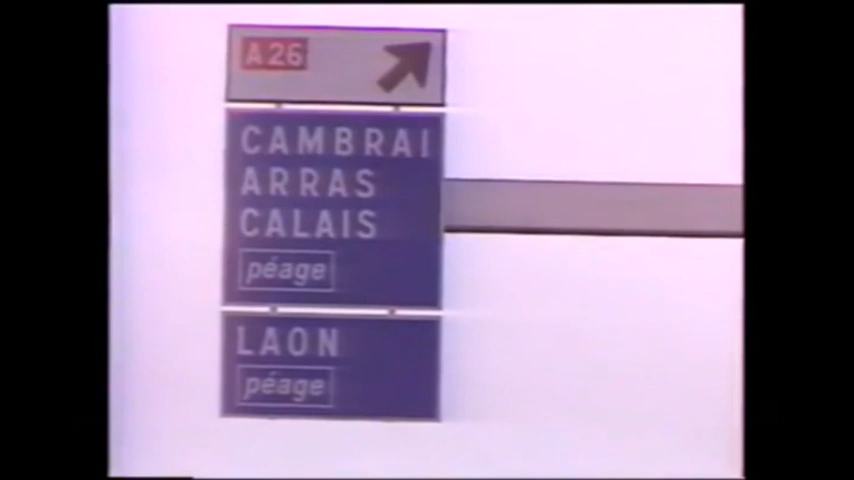 A26
CAMBRAI
ARRAS
CALAIS
péage
LAON
péage